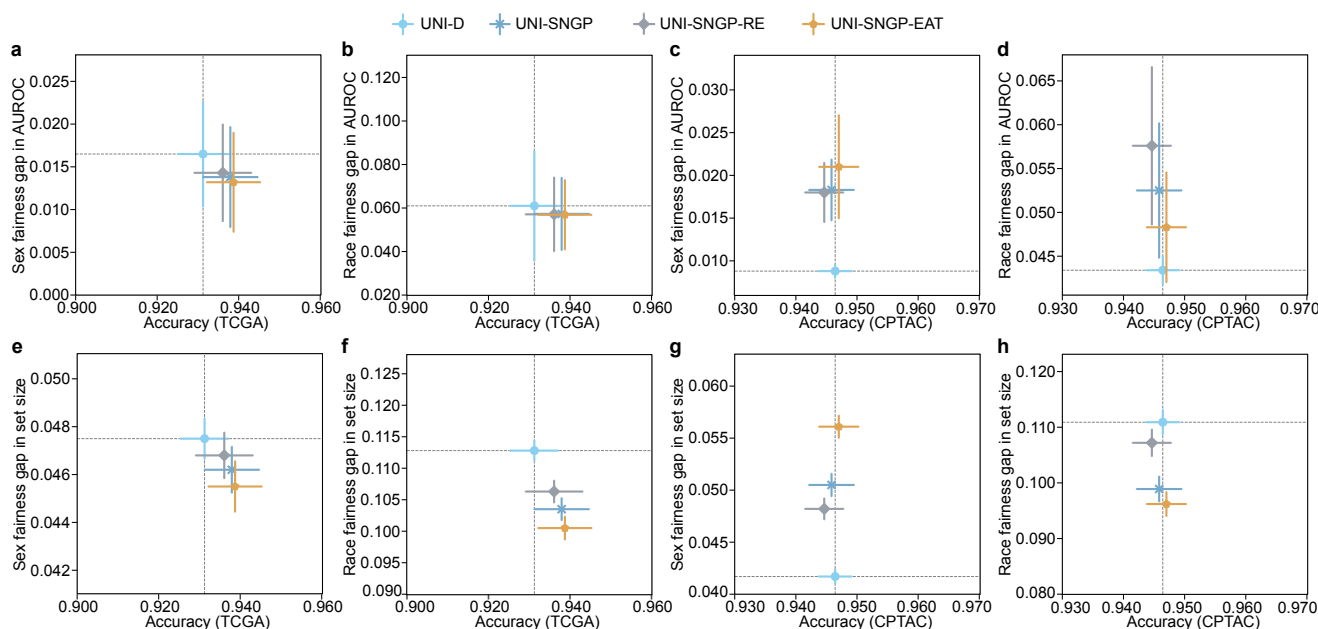 UNI-D UNI-SNGP UNI-SNGP-RE UNI-SNGP-EAT
a
Sex fairness gap in AUROC
0.025
0.020
0.015
0.010
0.005
0.000
0.900 0.920 0.940 0.960
Accuracy (TCGA)
b
Race fairness gap in AUROC
0.120
0.100
0.080
0.060
0.040
0.020
0.900 0.920 0.940 0.960
Accuracy (TCGA)
c
Sex fairness gap in AUROC
0.030
0.025
0.020
0.015
0.010
0.930 0.940 0.950 0.960 0.970
Accuracy (CPTAC)
d
Race fairness gap in AUROC
0.065
0.060
0.055
0.050
0.045
0.930 0.940 0.950 0.960 0.970
Accuracy (CPTAC)
e
Sex fairness gap in set size
0.050
0.048
0.046
0.044
0.042
0.900 0.920 0.940 0.960
Accuracy (TCGA)
f
Race fairness gap in set size
0.125
0.120
0.115
0.110
0.105
0.100
0.095
0.090
0.900 0.920 0.940 0.960
Accuracy (TCGA)
g
Sex fairness gap in set size
0.060
0.055
0.050
0.045
0.040
0.930 0.940 0.950 0.960 0.970
Accuracy (CPTAC)
h
Race fairness gap in set size
0.120
0.110
0.100
0.090
0.080
0.930 0.940 0.950 0.960 0.970
Accuracy (CPTAC)